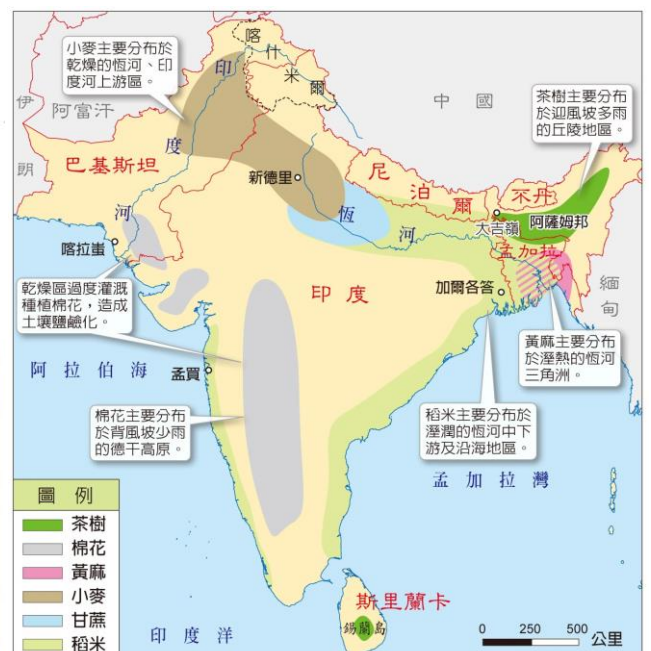 小麥主要分布於
乾燥的恆河、印
度河上游區。
喀
什
米
爾
印
度
河
伊
朗
阿富汗
中國
茶樹主要分布
於迎風坡多雨
的丘陵地區。
巴基斯坦
新德里
尼泊爾
不丹
恆河
大吉嶺
阿薩姆邦
孟加拉
喀拉蚩
印度
加爾各答
緬
甸
乾燥區過度灌溉
種植棉花，造成
土壤鹽鹼化。
黃麻主要分布
於溼熱的恆河
三角洲。
阿拉伯海
孟買
棉花主要分布
於背風坡少雨
的德干高原。
稻米主要分布於
溼潤的恆河中下
游及沿海地區。
孟加拉灣
圖例
茶樹
棉花
黃麻
小麥
甘蔗
稻米
斯里蘭卡
錫蘭島
印度洋
0 250 500 公里